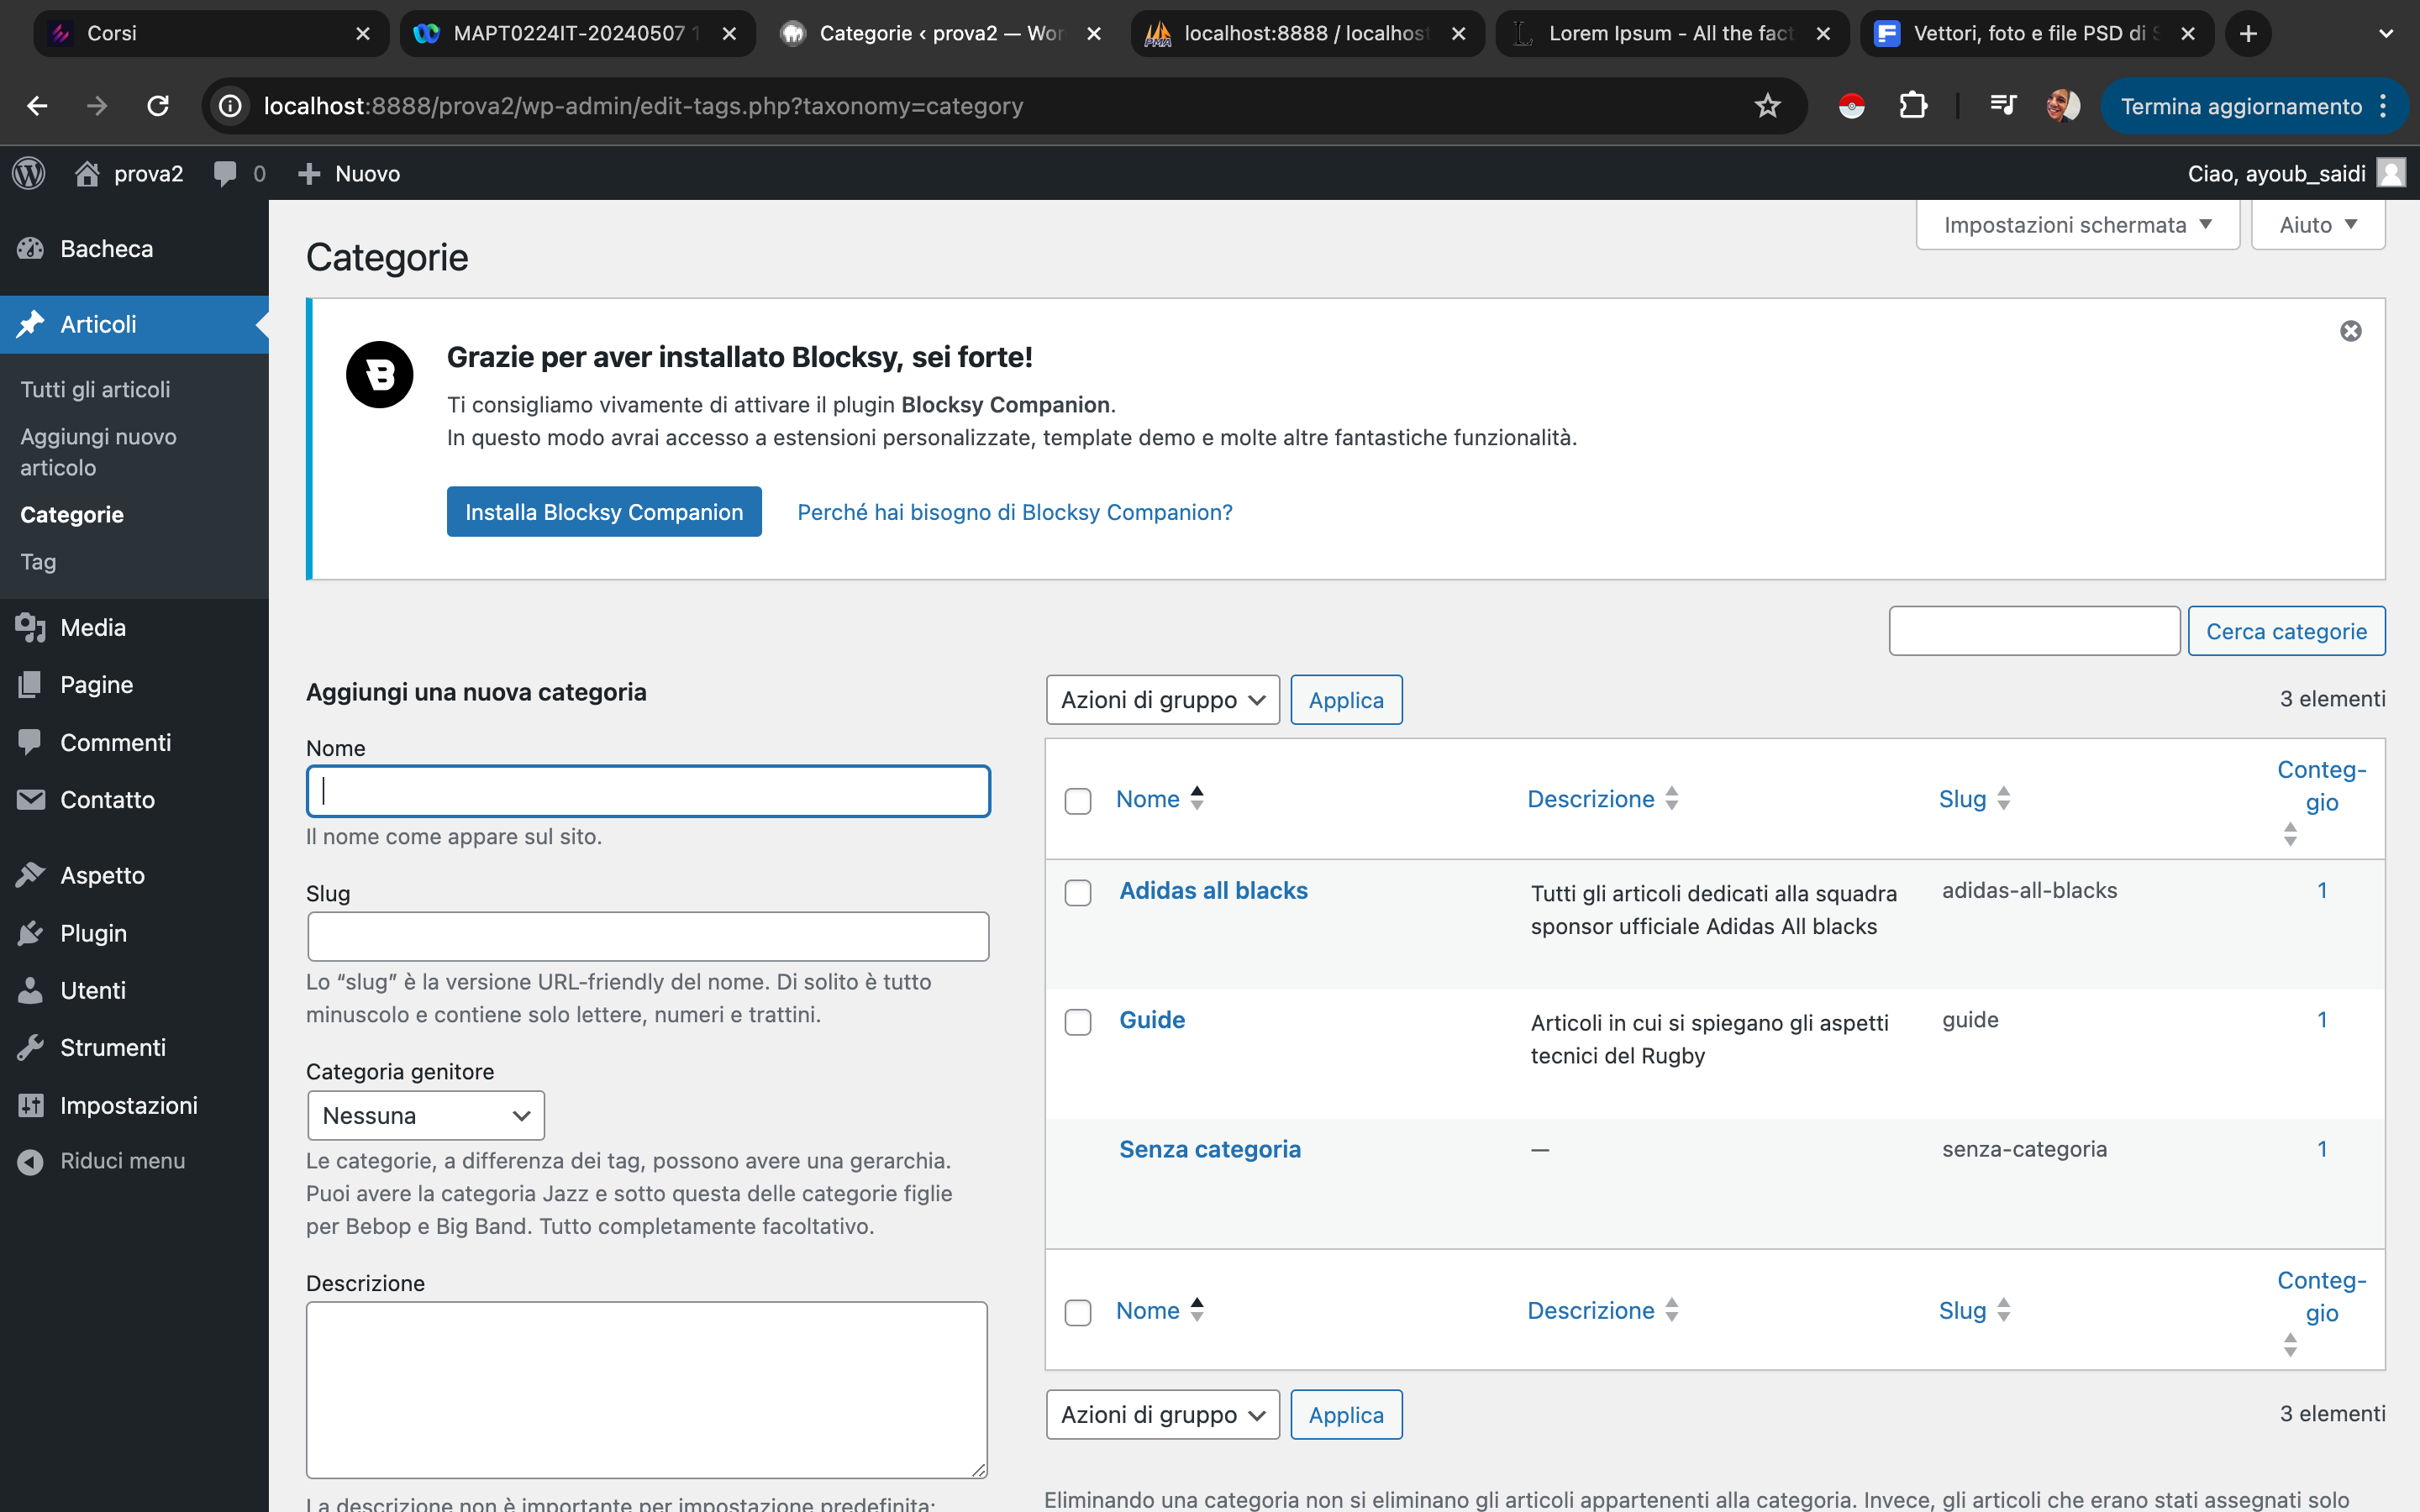 Corsi
MAPT0224IT-20240507 1
Categorie ‹ prova2 — Wor
localhost:8888 / localhost
Lorem Ipsum - All the fact
Vettori, foto e file PSD di S
localhost:8888/prova2/wp-admin/edit-tags.php?taxonomy=category
Termina aggiornamento
prova2
0
Nuovo
Ciao, ayoub_saidi
Bacheca
Articoli
Tutti gli articoli
Aggiungi nuovo
articolo
Categorie
Tag
Media
Pagine
Commenti
Contatto
Aspetto
Plugin
Utenti
Strumenti
Impostazioni
Riduci menu
Impostazioni schermata
Aiuto
Categorie
Grazie per aver installato Blocksy, sei forte!
Ti consigliamo vivamente di attivare il plugin Blocksy Companion.
In questo modo avrai accesso a estensioni personalizzate, template demo e molte altre fantastiche funzionalità.
Installa Blocksy Companion
Perché hai bisogno di Blocksy Companion?
Cerca categorie
Aggiungi una nuova categoria
Nome
Il nome come appare sul sito.
Slug
Lo “slug” è la versione URL-friendly del nome. Di solito è tutto
minuscolo e contiene solo lettere, numeri e trattini.
Categoria genitore
Nessuna
Le categorie, a differenza dei tag, possono avere una gerarchia.
Puoi avere la categoria Jazz e sotto questa delle categorie figlie
per Bebop e Big Band. Tutto completamente facoltativo.
Descrizione
La descrizione non è importante per impostazione predefinita;
Azioni di gruppo
Applica
3 elementi
Nome
Descrizione
Slug
Conteg-
gio
Adidas all blacks
Tutti gli articoli dedicati alla squadra
sponsor ufficiale Adidas All blacks
adidas-all-blacks
1
Guide
Articoli in cui si spiegano gli aspetti
tecnici del Rugby
guide
1
Senza categoria
—
senza-categoria
1
Nome
Descrizione
Slug
Conteg-
gio
Azioni di gruppo
Applica
3 elementi
Eliminando una categoria non si eliminano gli articoli appartenenti alla categoria. Invece, gli articoli che erano stati assegnati solo